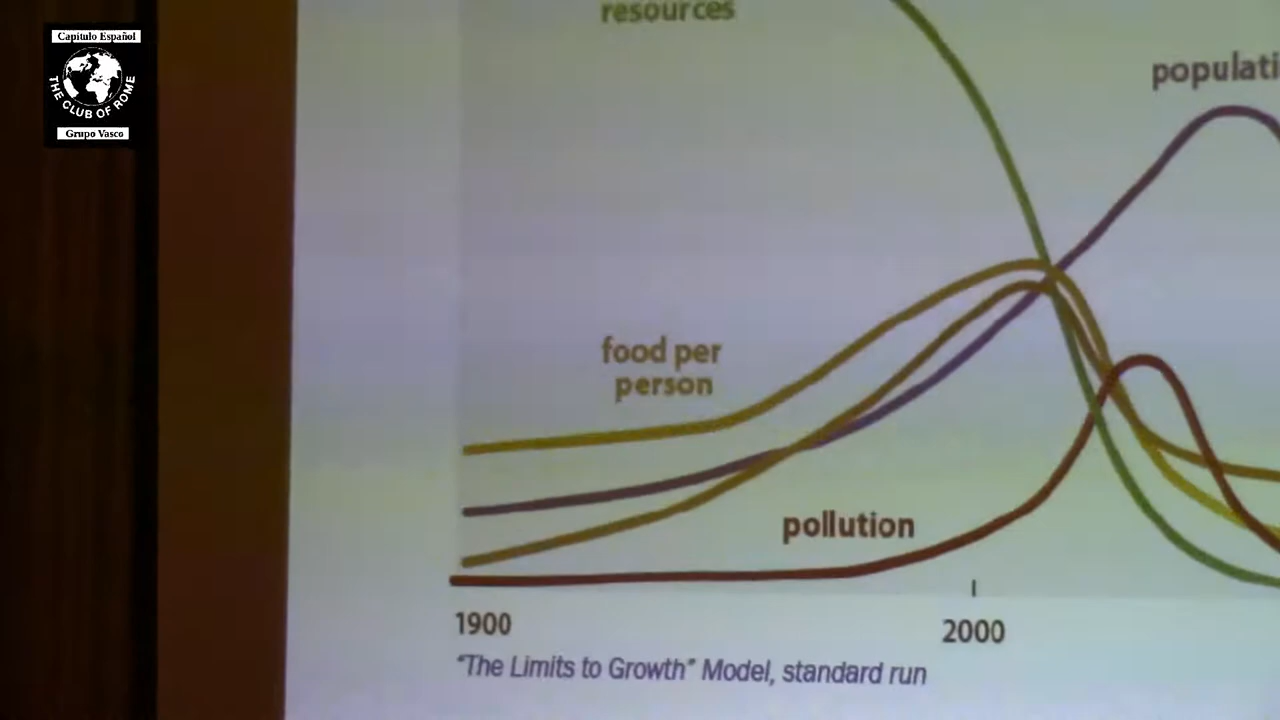 Capítulo Español
THE CLUB OF ROME
Grupo Vasco
resources
populati
food per
person
pollution
1900
2000
"The Limits to Growth" Model, standard run